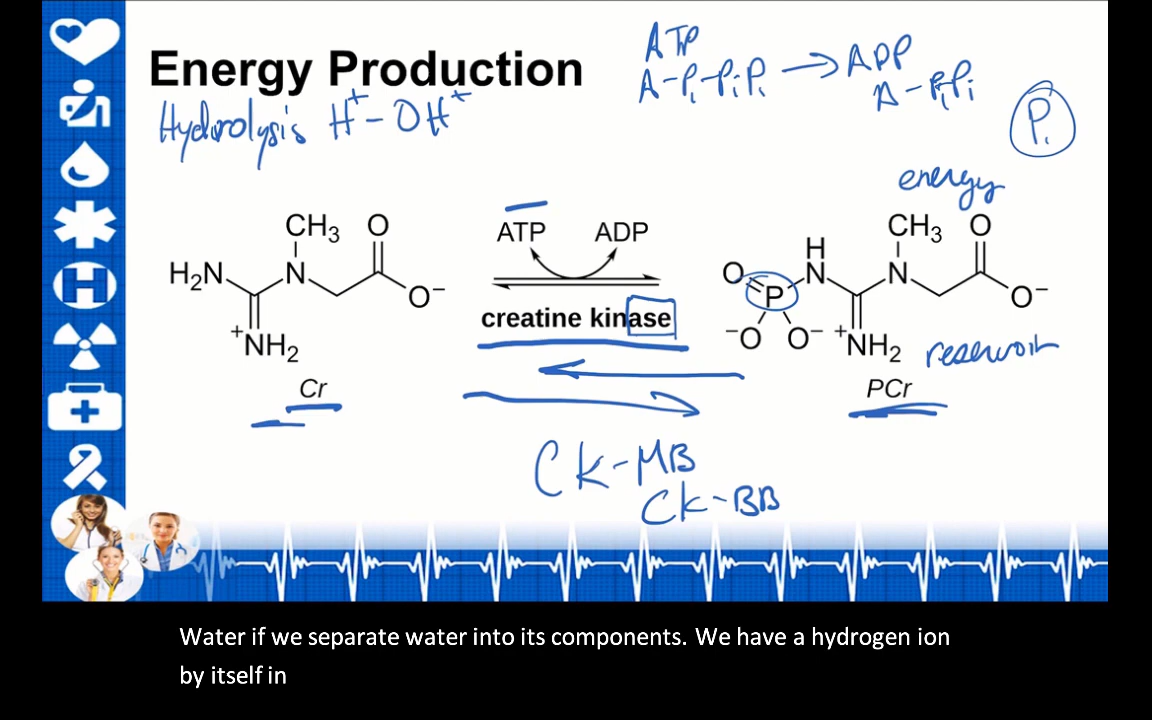 Energy Production
ATP
A-Pi-PiPi → ADP
A-PiPi
Pi
Hydrolysis H⁺-OH⁺
energy
CH₃ O
H₂N N O⁻
⁺NH₂
Cr
ATP ADP
creatine kinase
H CH₃ O
O N N O⁻
P
⁻O O⁻ ⁺NH₂
reservoir
PCr
CK-MB
CK-BB
H
Water if we separate water into its components. We have a hydrogen ion
by itself in